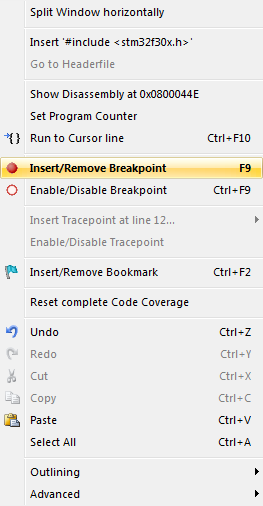 Split Window horizontally
Insert '#include <stm32f30x.h>'
Go to Headerfile
Show Disassembly at 0x0800044E
Set Program Counter
Run to Cursor line Ctrl+F10
Insert/Remove Breakpoint F9
Enable/Disable Breakpoint Ctrl+F9
Insert Tracepoint at line 12...
Enable/Disable Tracepoint
Insert/Remove Bookmark Ctrl+F2
Reset complete Code Coverage
Undo Ctrl+Z
Redo Ctrl+Y
Cut Ctrl+X
Copy Ctrl+C
Paste Ctrl+V
Select All Ctrl+A
Outlining
Advanced